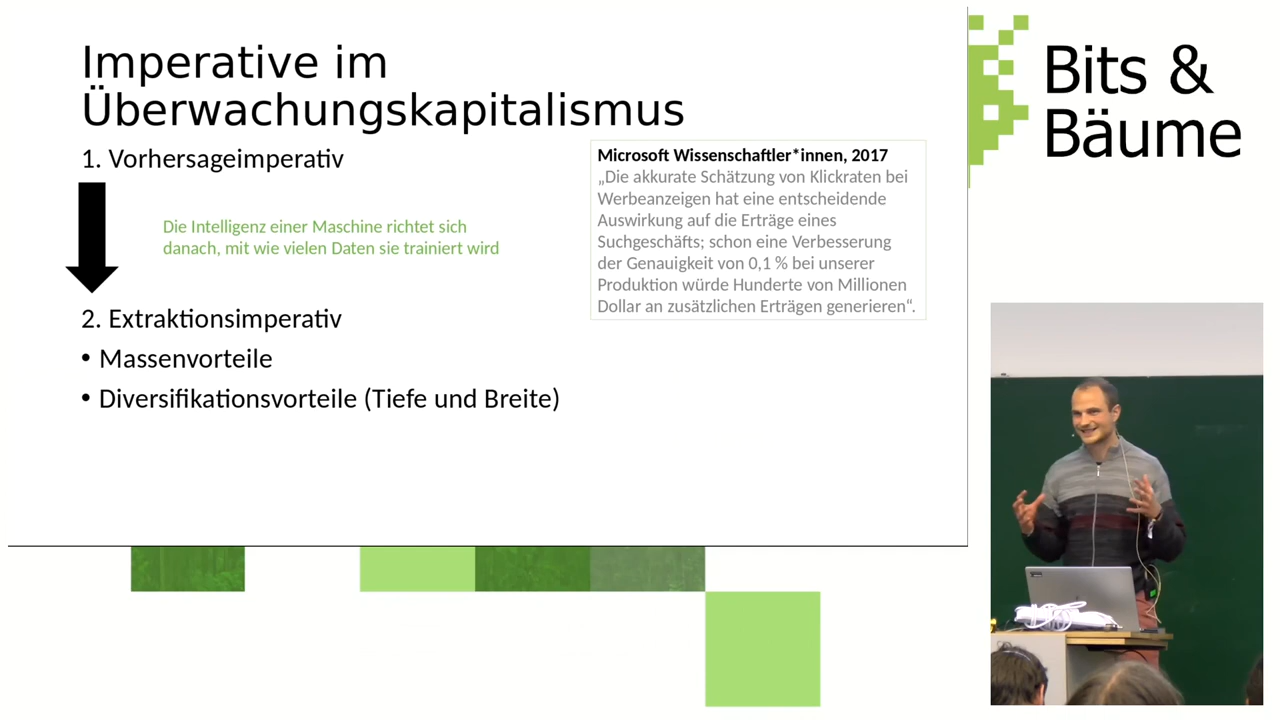 Imperative im
Überwachungskapitalismus
1. Vorhersageimperativ
Die Intelligenz einer Maschine richtet sich
danach, mit wie vielen Daten sie trainiert wird
2. Extraktionsimperativ
• Massenvorteile
• Diversifikationsvorteile (Tiefe und Breite)
Microsoft Wissenschaftler*innen, 2017
„Die akkurate Schätzung von Klickraten bei
Werbeanzeigen hat eine entscheidende
Auswirkung auf die Erträge eines
Suchgeschäfts; schon eine Verbesserung
der Genauigkeit von 0,1 % bei unserer
Produktion würde Hunderte von Millionen
Dollar an zusätzlichen Erträgen generieren“.
Bits &
Bäume